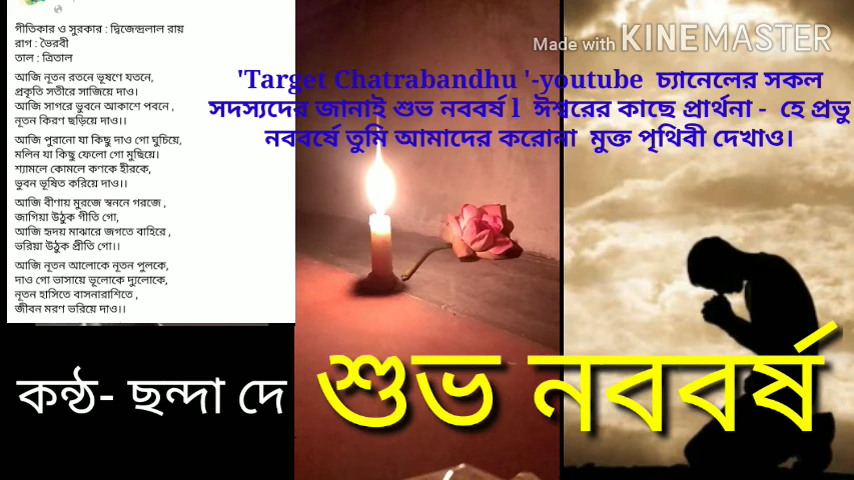 গীতিকার ও সুরকার : দ্বিজেন্দ্রলাল রায়
রাগ : ভৈরবী
তাল : ত্রিতাল
আজি নূতন রতনে ভূষণে যতনে,
প্রকৃতি সতীরে সাজিয়ে দাও।
আজি সাগরে ভুবনে আকাশে পবনে ,
নূতন কিরণ ছড়িয়ে দাও।।
আজি পুরানো যা কিছু দাও গো ঘুচিয়ে,
মলিন যা কিছু ফেলো গো মুছিয়ে।
শ্যামলে কোমলে কণকে হীরকে,
ভুবন ভূষিত করিয়ে দাও।।
আজি বীণায় মুরজে স্বননে গরজে ,
জাগিয়া উঠুক গীতি গো,
আজি হৃদয় মাঝারে জগতে বাহিরে ,
ভরিয়া উঠুক প্রীতি গো।।
আজি নূতন আলোকে নূতন পুলকে,
দাও গো ভাসায়ে ভূলোকে দ্যুলোকে,
নূতন হাসিতে বাসনারাশিতে ,
জীবন মরণ ভরিয়ে দাও।।
Made with KINEMASTER
'Target Chatrabandhu '-youtube চ্যানেলের সকল
সদস্যদের জানাই শুভ নববর্ষ l ঈশ্বরের কাছে প্রার্থনা - হে প্রভু
নববর্ষে তুমি আমাদের করোনা মুক্ত পৃথিবী দেখাও।
কন্ঠ- ছন্দা দে
শুভ নববর্ষ